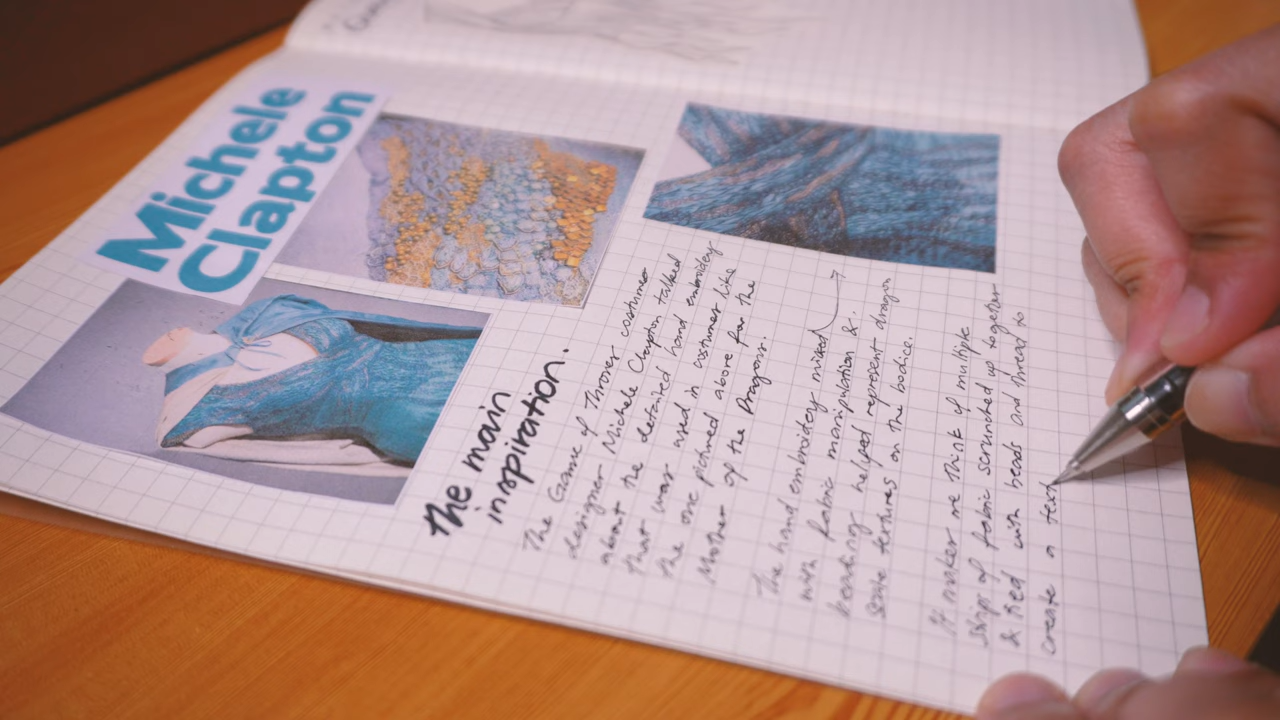 Michele
Clapton
The main
inspiration.
The Game of Thrones costume
designer Michele Clapton talked
about the detailed hand embroidery
that was used in costumes like
the one pictured above for the
Mother of the Dragons.
The hand embroidery mixed
with fabric manipulation &
beading helped represent dragon
scale textures on the bodice.
It makes me think of multiple
strips of fabric scrunched up together
& tied with beads and thread to
create a text